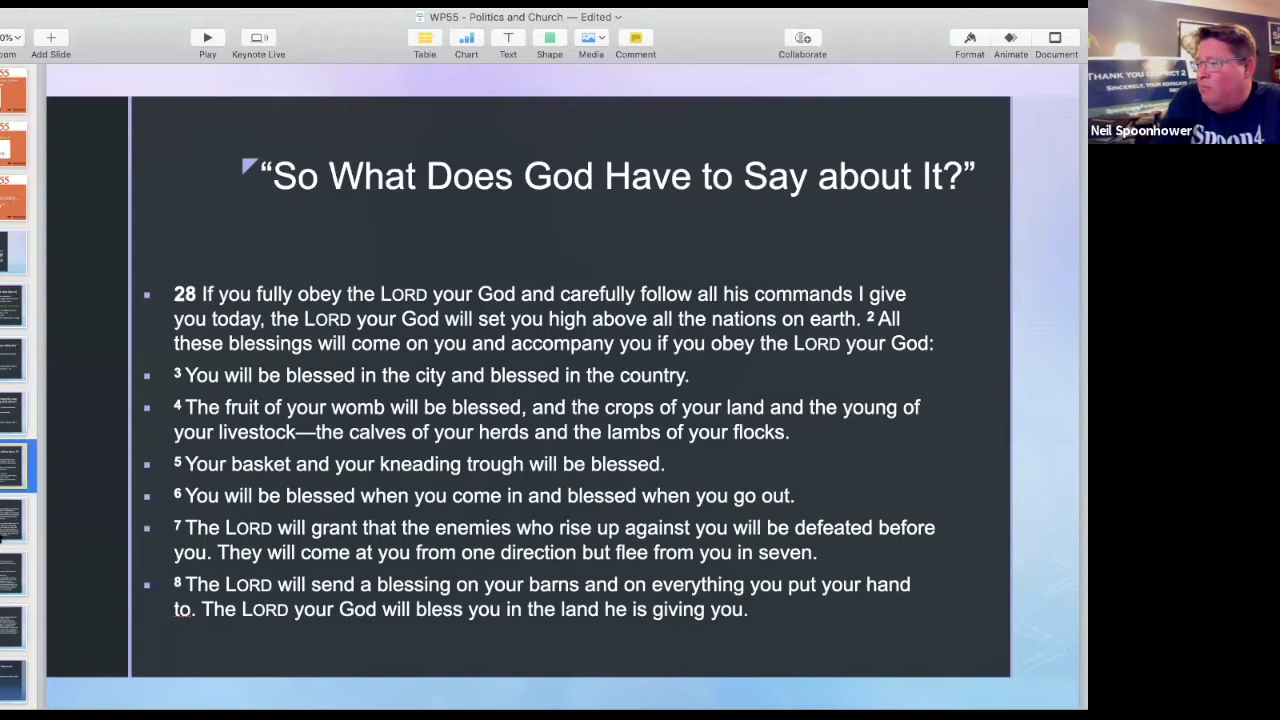 WP55 - Politics and Church — Edited
Add Slide
Play
Keynote Live
Table
Chart
Text
Shape
Media
Comment
Collaborate
Format
Animate
Document
THANK YOU
SINCERELY, YOUR ADVOCATE
Neil Spoonhower
“So What Does God Have to Say about It?”
28 If you fully obey the LORD your God and carefully follow all his commands I give
you today, the LORD your God will set you high above all the nations on earth. 2 All
these blessings will come on you and accompany you if you obey the LORD your God:
3 You will be blessed in the city and blessed in the country.
4 The fruit of your womb will be blessed, and the crops of your land and the young of
your livestock—the calves of your herds and the lambs of your flocks.
5 Your basket and your kneading trough will be blessed.
6 You will be blessed when you come in and blessed when you go out.
7 The LORD will grant that the enemies who rise up against you will be defeated before
you. They will come at you from one direction but flee from you in seven.
8 The LORD will send a blessing on your barns and on everything you put your hand
to. The LORD your God will bless you in the land he is giving you.